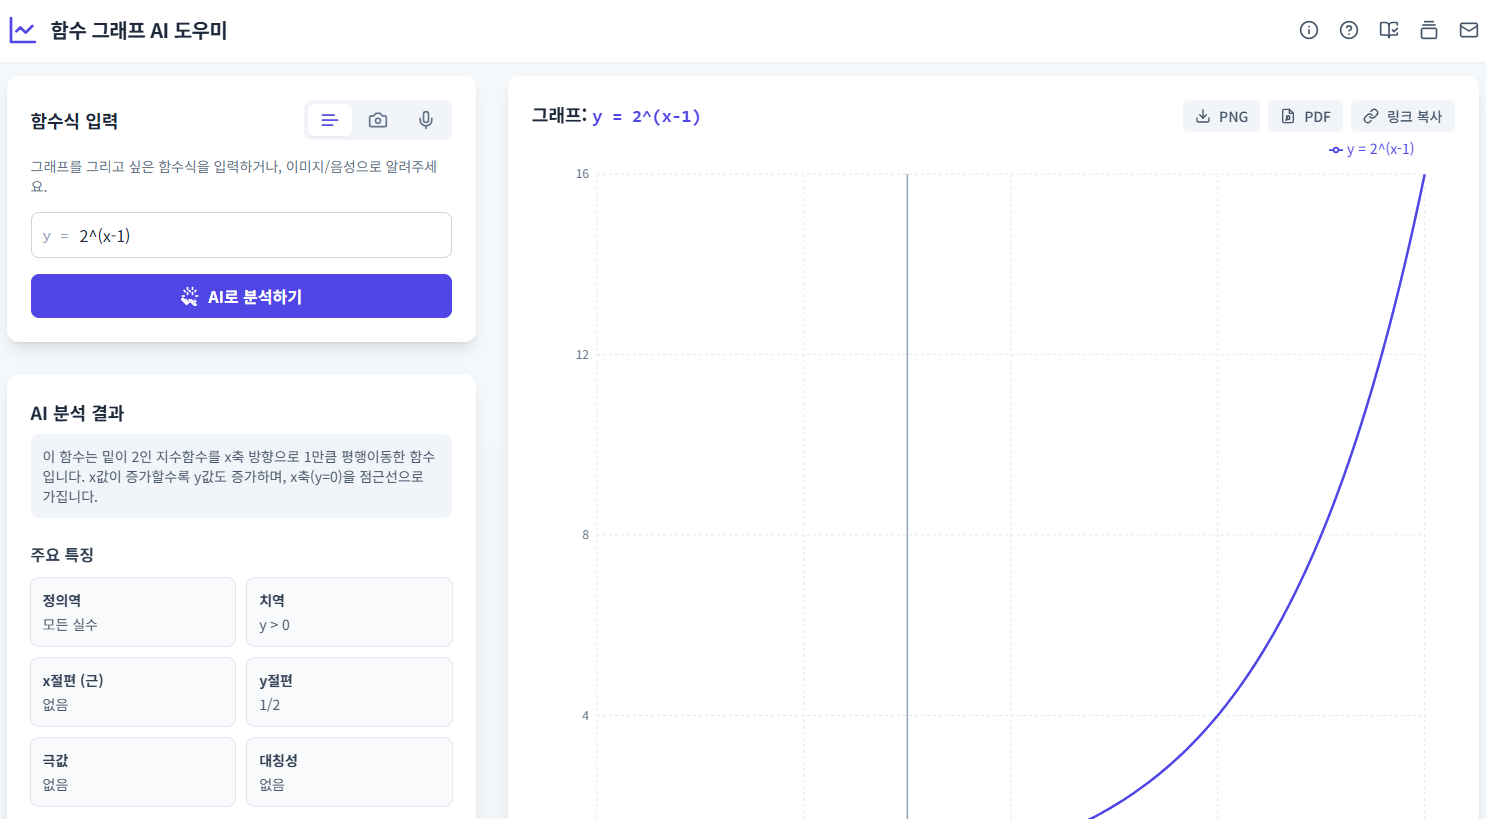 함수 그래프 AI 도우미
함수식 입력
그래프를 그리고 싶은 함수식을 입력하거나, 이미지/음성으로 알려주세
요.
y = 2^(x-1)
AI로 분석하기
AI 분석 결과
이 함수는 밑이 2인 지수함수를 x축 방향으로 1만큼 평행이동한 함수
입니다. x값이 증가할수록 y값도 증가하며, x축(y=0)을 점근선으로
가집니다.
주요 특징
정의역
모든 실수
치역
y > 0
x절편 (근)
없음
y절편
1/2
극값
없음
대칭성
없음
그래프: y = 2^(x-1)
PNG
PDF
링크 복사
y = 2^(x-1)
16
12
8
4